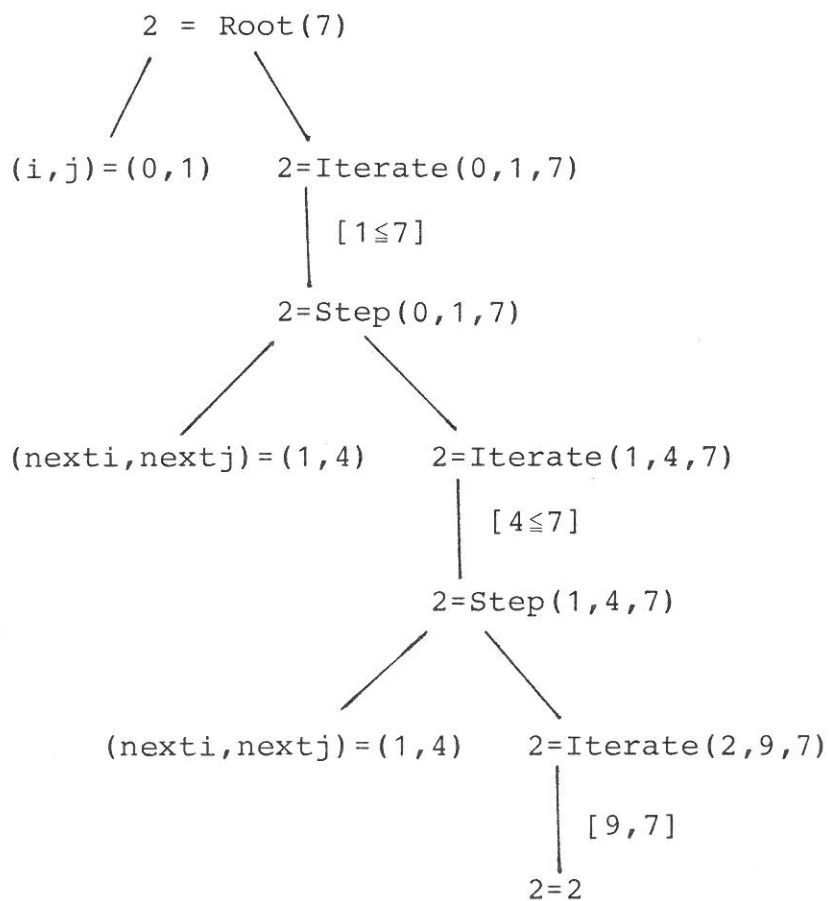 2 = Root(7)
(i,j)=(0,1) 2=Iterate(0,1,7)
[1≦7]
2=Step(0,1,7)
(nexti,nextj)=(1,4) 2=Iterate(1,4,7)
[4≦7]
2=Step(1,4,7)
(nexti,nextj)=(1,4) 2=Iterate(2,9,7)
[9,7]
2=2